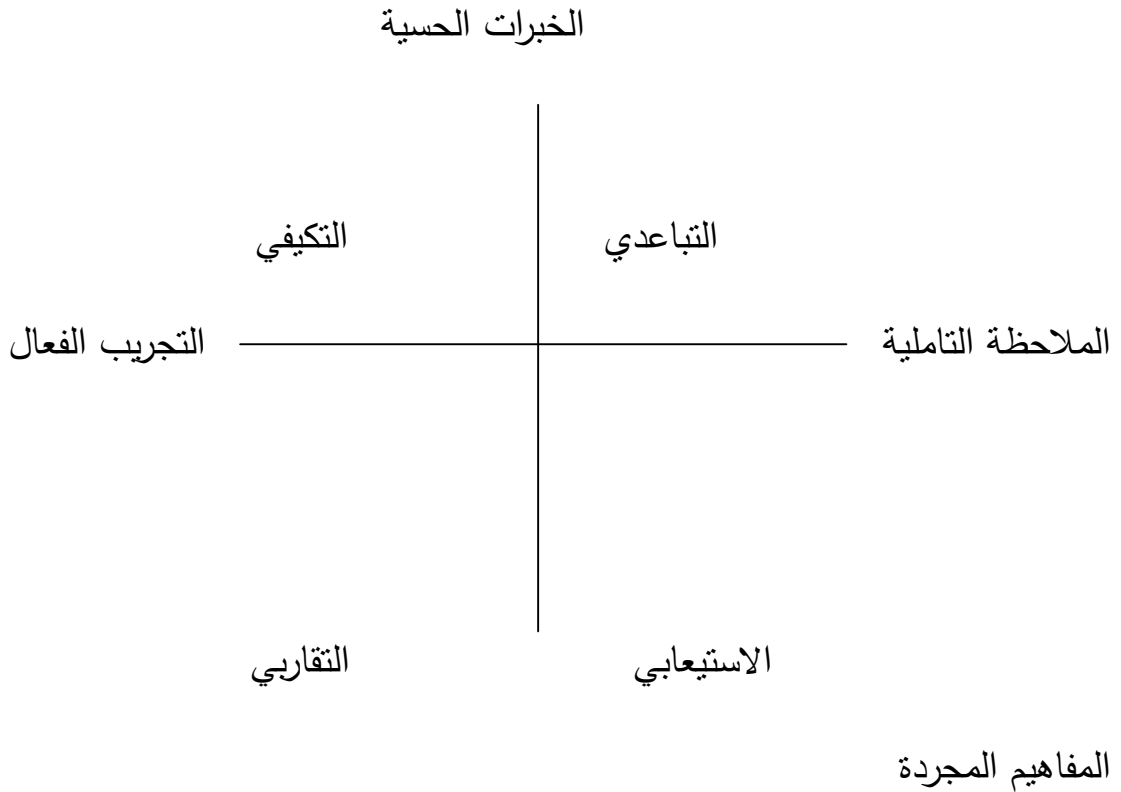 الخبرات الحسية
التباعدي
التكيفي
الملاحظة التاملية
التجريب الفعال
الاستيعابي
التقاربي
المفاهيم المجردة